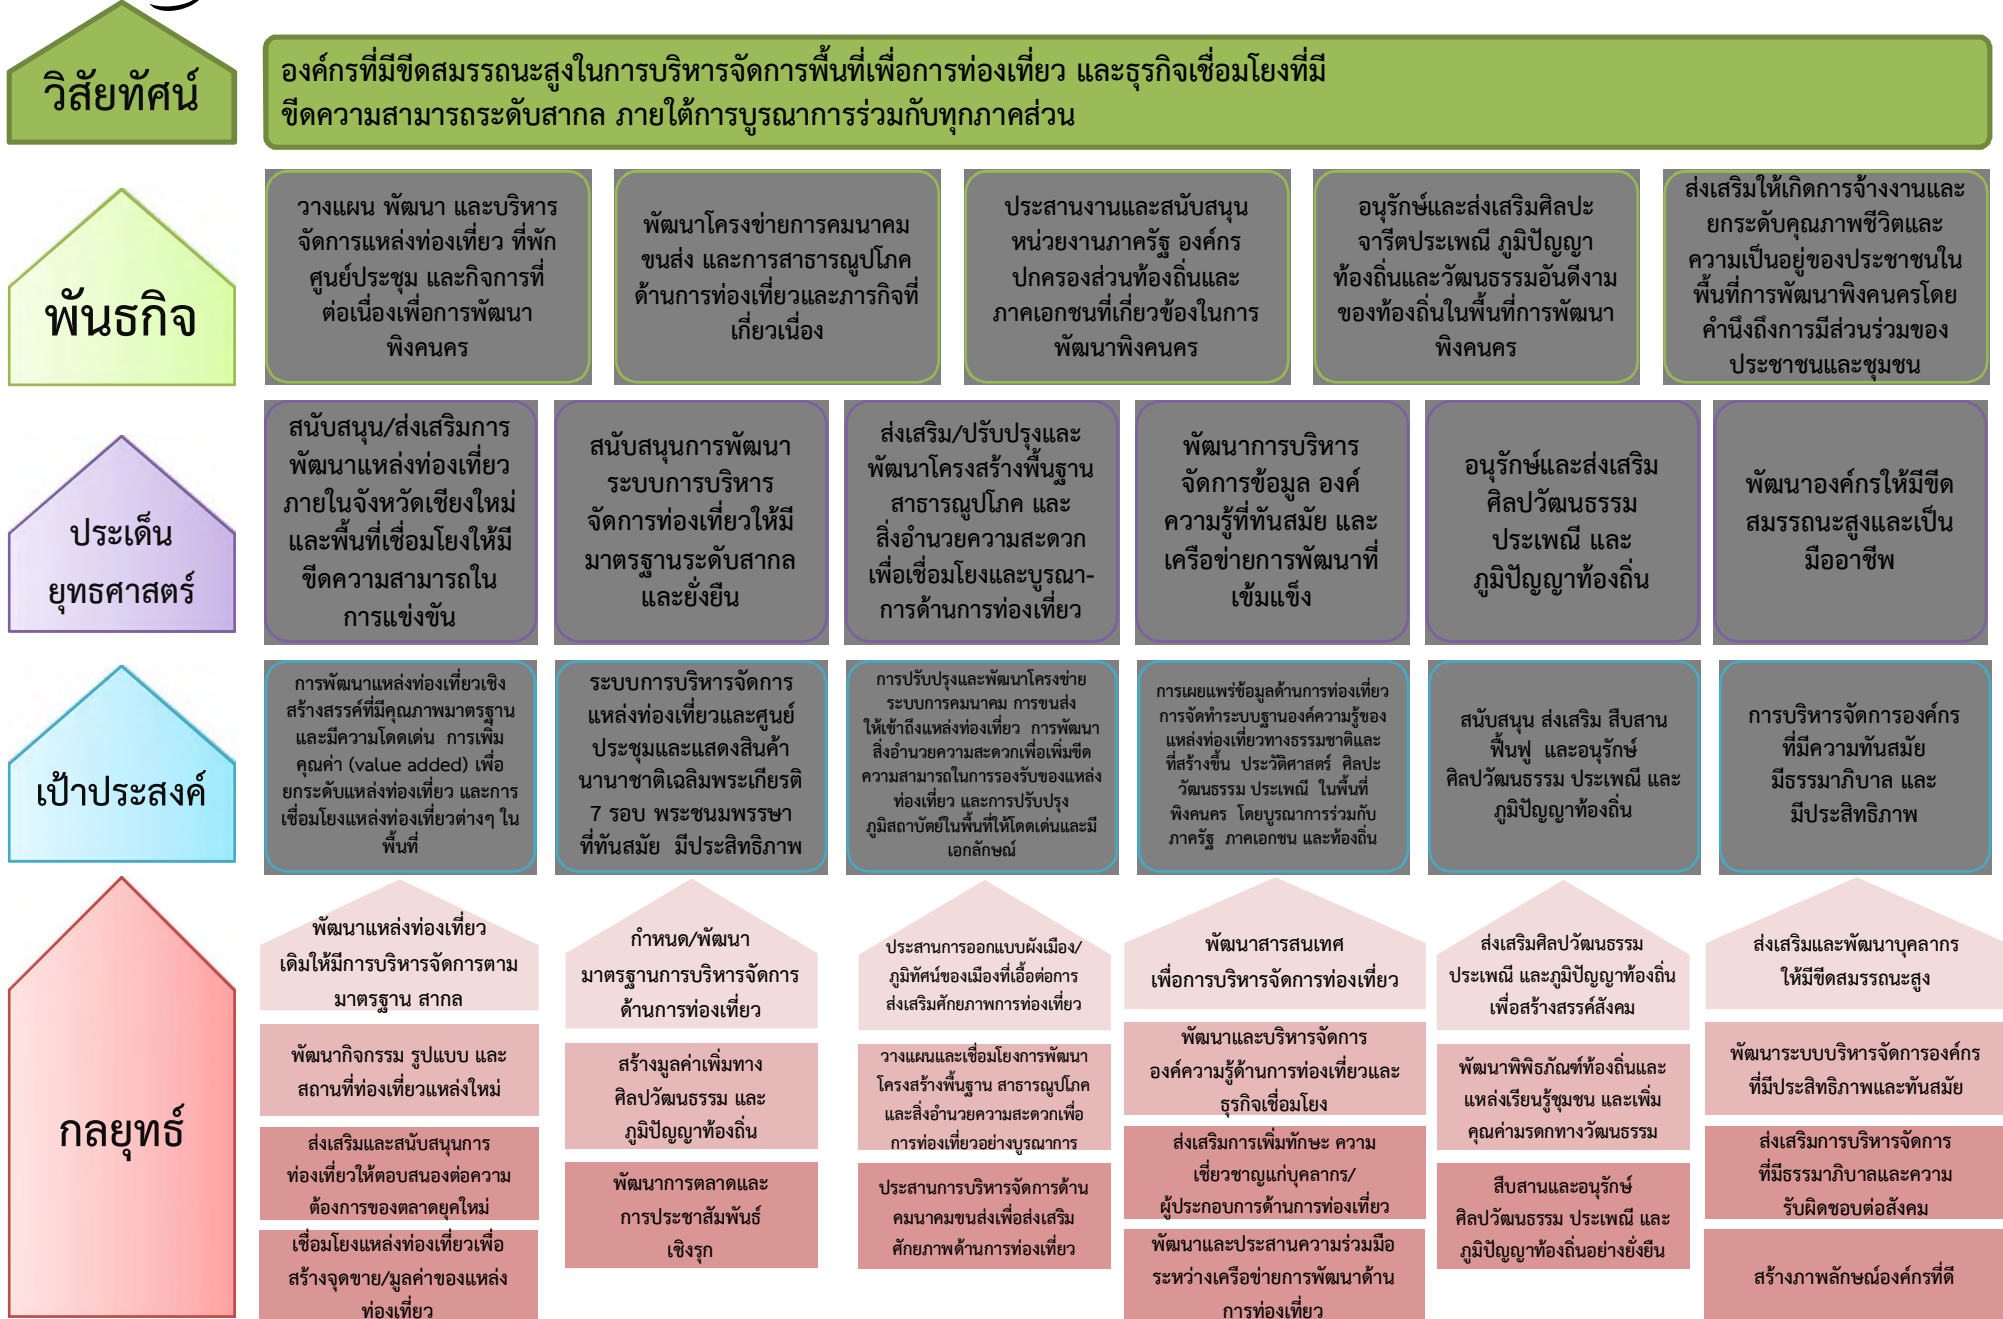 วิสัยทัศน์
องค์กรที่มีขีดสมรรถนะสูงในการบริหารจัดการพื้นที่เพื่อการท่องเที่ยว และธุรกิจเชื่อมโยงที่มี
ขีดความสามารถระดับสากล ภายใต้การบูรณาการร่วมกับทุกภาคส่วน
พันธกิจ
วางแผน พัฒนา และบริหาร
จัดการแหล่งท่องเที่ยว ที่พัก
ศูนย์ประชุม และกิจการที่
ต่อเนื่องเพื่อการพัฒนา
พิงคนคร
พัฒนาโครงข่ายการคมนาคม
ขนส่ง และการสาธารณูปโภค
ด้านการท่องเที่ยวและภารกิจที่
เกี่ยวเนื่อง
ประสานงานและสนับสนุน
หน่วยงานภาครัฐ องค์กร
ปกครองส่วนท้องถิ่นและ
ภาคเอกชนที่เกี่ยวข้องในการ
พัฒนาพิงคนคร
อนุรักษ์และส่งเสริมศิลปะ
จารีตประเพณี ภูมิปัญญา
ท้องถิ่นและวัฒนธรรมอันดีงาม
ของท้องถิ่นในพื้นที่การพัฒนา
พิงคนคร
ส่งเสริมให้เกิดการจ้างงานและ
ยกระดับคุณภาพชีวิตและ
ความเป็นอยู่ของประชาชนใน
พื้นที่การพัฒนาพิงคนครโดย
คำนึงถึงการมีส่วนร่วมของ
ประชาชนและชุมชน
ประเด็น
ยุทธศาสตร์
สนับสนุน/ส่งเสริมการ
พัฒนาแหล่งท่องเที่ยว
ภายในจังหวัดเชียงใหม่
และพื้นที่เชื่อมโยงให้มี
ขีดความสามารถใน
การแข่งขัน
สนับสนุนการพัฒนา
ระบบการบริหาร
จัดการท่องเที่ยวให้มี
มาตรฐานระดับสากล
และยั่งยืน
ส่งเสริม/ปรับปรุงและ
พัฒนาโครงสร้างพื้นฐาน
สาธารณูปโภค และ
สิ่งอำนวยความสะดวก
เพื่อเชื่อมโยงและบูรณา-
การด้านการท่องเที่ยว
พัฒนาการบริหาร
จัดการข้อมูล องค์
ความรู้ที่ทันสมัย และ
เครือข่ายการพัฒนาที่
เข้มแข็ง
อนุรักษ์และส่งเสริม
ศิลปวัฒนธรรม
ประเพณี และ
ภูมิปัญญาท้องถิ่น
พัฒนาองค์กรให้มีขีด
สมรรถนะสูงและเป็น
มืออาชีพ
เป้าประสงค์
การพัฒนาแหล่งท่องเที่ยวเชิง
สร้างสรรค์ที่มีคุณภาพมาตรฐาน
และมีความโดดเด่น การเพิ่ม
คุณค่า (value added) เพื่อ
ยกระดับแหล่งท่องเที่ยว และการ
เชื่อมโยงแหล่งท่องเที่ยวต่างๆ ใน
พื้นที่
ระบบการบริหารจัดการ
แหล่งท่องเที่ยวและศูนย์
ประชุมและแสดงสินค้า
นานาชาติเฉลิมพระเกียรติ
7 รอบ พระชนมพรรษา
ที่ทันสมัย มีประสิทธิภาพ
การปรับปรุงและพัฒนาโครงข่าย
ระบบการคมนาคม การขนส่ง
ให้เข้าถึงแหล่งท่องเที่ยว การพัฒนา
สิ่งอำนวยความสะดวกเพื่อเพิ่มขีด
ความสามารถในการรองรับของแหล่ง
ท่องเที่ยว และการปรับปรุง
ภูมิสถาปัตย์ในพื้นที่ให้โดดเด่นและมี
เอกลักษณ์
การเผยแพร่ข้อมูลด้านการท่องเที่ยว
การจัดทำระบบฐานองค์ความรู้ของ
แหล่งท่องเที่ยวทางธรรมชาติและ
ที่สร้างขึ้น ประวัติศาสตร์ ศิลปะ
วัฒนธรรม ประเพณี ในพื้นที่
พิงคนคร โดยบูรณาการร่วมกับ
ภาครัฐ ภาคเอกชน และท้องถิ่น
สนับสนุน ส่งเสริม สืบสาน
ฟื้นฟู และอนุรักษ์
ศิลปวัฒนธรรม ประเพณี และ
ภูมิปัญญาท้องถิ่น
การบริหารจัดการองค์กร
ที่มีความทันสมัย
มีธรรมาภิบาล และ
มีประสิทธิภาพ
กลยุทธ์
พัฒนาแหล่งท่องเที่ยว
เดิมให้มีการบริหารจัดการตาม
มาตรฐาน สากล
พัฒนากิจกรรม รูปแบบ และ
สถานที่ท่องเที่ยวแหล่งใหม่
ส่งเสริมและสนับสนุนการ
ท่องเที่ยวให้ตอบสนองต่อความ
ต้องการของตลาดยุคใหม่
เชื่อมโยงแหล่งท่องเที่ยวเพื่อ
สร้างจุดขาย/มูลค่าของแหล่ง
ท่องเที่ยว
กำหนด/พัฒนา
มาตรฐานการบริหารจัดการ
ด้านการท่องเที่ยว
สร้างมูลค่าเพิ่มทาง
ศิลปวัฒนธรรม และ
ภูมิปัญญาท้องถิ่น
พัฒนาการตลาดและ
การประชาสัมพันธ์
เชิงรุก
ประสานการออกแบบผังเมือง/
ภูมิทัศน์ของเมืองที่เอื้อต่อการ
ส่งเสริมศักยภาพการท่องเที่ยว
วางแผนและเชื่อมโยงการพัฒนา
โครงสร้างพื้นฐาน สาธารณูปโภค
และสิ่งอำนวยความสะดวกเพื่อ
การท่องเที่ยวอย่างบูรณาการ
ประสานการบริหารจัดการด้าน
คมนาคมขนส่งเพื่อส่งเสริม
ศักยภาพด้านการท่องเที่ยว
พัฒนาสารสนเทศ
เพื่อการบริหารจัดการท่องเที่ยว
พัฒนาและบริหารจัดการ
องค์ความรู้ด้านการท่องเที่ยวและ
ธุรกิจเชื่อมโยง
ส่งเสริมการเพิ่มทักษะ ความ
เชี่ยวชาญแก่บุคลากร/
ผู้ประกอบการด้านการท่องเที่ยว
พัฒนาและประสานความร่วมมือ
ระหว่างเครือข่ายการพัฒนาด้าน
การท่องเที่ยว
ส่งเสริมศิลปวัฒนธรรม
ประเพณี และภูมิปัญญาท้องถิ่น
เพื่อสร้างสรรค์สังคม
พัฒนาพิพิธภัณฑ์ท้องถิ่นและ
แหล่งเรียนรู้ชุมชน และเพิ่ม
คุณค่ามรดกทางวัฒนธรรม
สืบสานและอนุรักษ์
ศิลปวัฒนธรรม ประเพณี และ
ภูมิปัญญาท้องถิ่นอย่างยั่งยืน
ส่งเสริมและพัฒนาบุคลากร
ให้มีขีดสมรรถนะสูง
พัฒนาระบบบริหารจัดการองค์กร
ที่มีประสิทธิภาพและทันสมัย
ส่งเสริมการบริหารจัดการ
ที่มีธรรมาภิบาลและความ
รับผิดชอบต่อสังคม
สร้างภาพลักษณ์องค์กรที่ดี